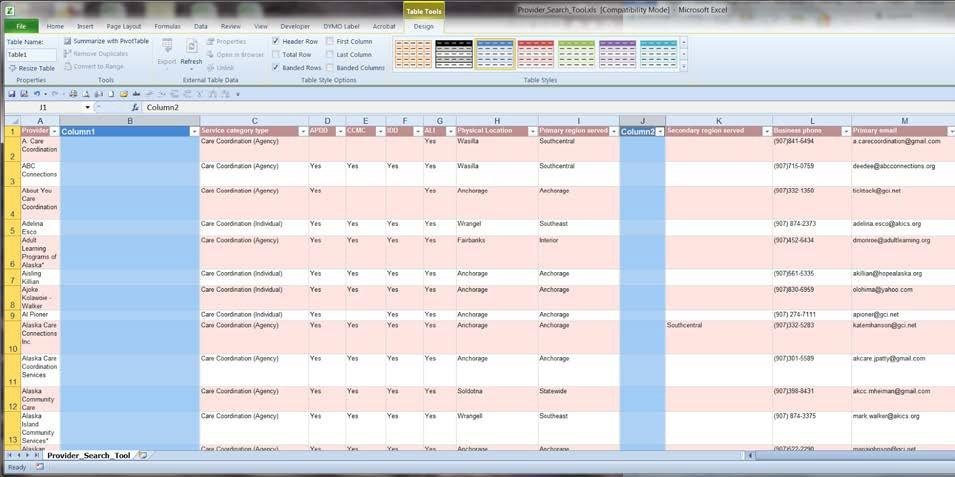 Provider_Search_Tool.xls [Compatibility Mode] - Microsoft Excel
Table Tools
File Home Insert Page Layout Formulas Data Review View Developer DYMO Label Acrobat Design
Table Name: Summarize with PivotTable Properties Header Row First Column
Table1 Remove Duplicates Export Refresh Open in Browser Total Row Last Column
Resize Table Convert to Range Unlink Banded Rows Banded Columns
Properties Tools External Table Data Table Style Options Table Styles
J1 fx Column2
A B C D E F G H I J K L M
1 Provider Column1 Service category type APDD CCMC IDD ALI Physical Location Primary region served Column2 Secondary region served Business phone Primary email
A. Care Care Coordination (Agency) Yes Wasilla Southcentral (907)841-6494 a.carecoordination@gmail.com
2 Coordination
ABC Care Coordination (Agency) Yes Yes Yes Yes Wasilla Southcentral (907)715-0759 deedee@abcconnections.org
3 Connections
About You Care Coordination (Agency) Yes Yes Anchorage Anchorage (907)332-1350 ticktock@gci.net
Care
4 Coordination
Adelina Care Coordination (Individual) Yes Yes Yes Yes Wrangel Southeast (907) 874-2373 adelina.esco@akics.org
5 Esco
Adult Care Coordination (Agency) Yes Yes Yes Yes Fairbanks Interior (907)452-6434 dmonroe@adultlearning.org
Learning
Programs of
6 Alaska*
Aisling Care Coordination (Individual) Yes Yes Yes Yes Anchorage Anchorage (907)561-5335 akillian@hopealaska.org
7 Killian
Ajoke Care Coordination (Individual) Yes Yes Yes Yes Anchorage Anchorage (907)830-6959 olohima@yahoo.com
Kolawole -
8 Walker
9 Al Pioner Care Coordination (Individual) Yes Yes Yes Yes Anchorage Anchorage (907) 274-7111 apioner@gci.net
Alaska Care Care Coordination (Agency) Yes Yes Yes Yes Anchorage Anchorage Southcentral (907)332-5283 katemhanson@gci.net
Connections
10 Inc.
Alaska Care Care Coordination (Agency) Yes Yes Yes Yes Anchorage Anchorage (907)301-5589 akcare.jpatty@gmail.com
Coordination
11 Services
Alaska Care Coordination (Agency) Yes Yes Yes Yes Soldotna Statewide (907)398-8431 akcc.mheiman@gmail.com
Community
12 Care
Alaska Care Coordination (Agency) Yes Yes Yes Yes Wrangell Southeast (907) 874-3375 mark.walker@akics.org
Island
Community
13 Services*
Alaskan Care Coordination (Agency) Yes Yes Yes Yes Anchorage Anchorage
Provider_Search_Tool
Ready